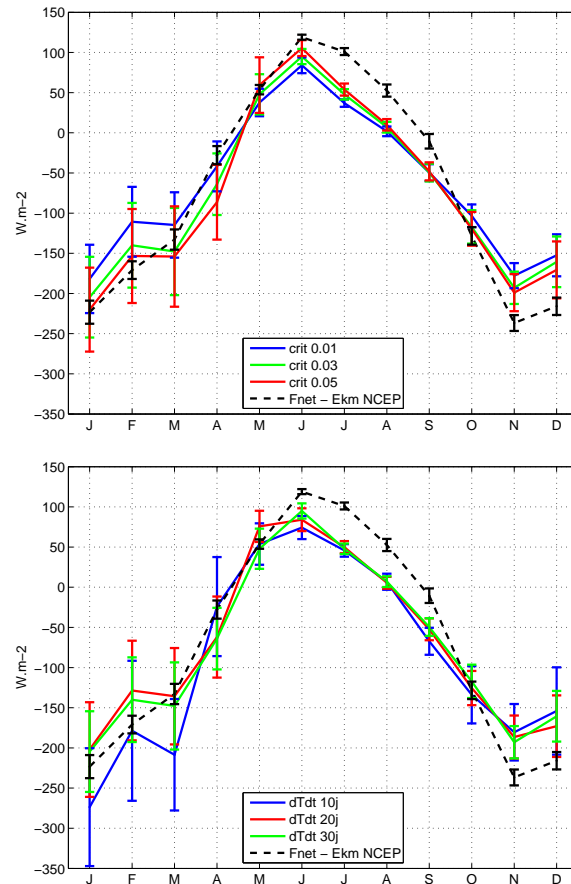 150
100
50
0
−50
−100
−150
−200
−250
−300
−350
W.m−2
J F M A M J J A S O N D
crit 0.01
crit 0.03
crit 0.05
Fnet − Ekm NCEP
150
100
50
0
−50
−100
−150
−200
−250
−300
−350
W.m−2
J F M A M J J A S O N D
dTdt 10j
dTdt 20j
dTdt 30j
Fnet − Ekm NCEP